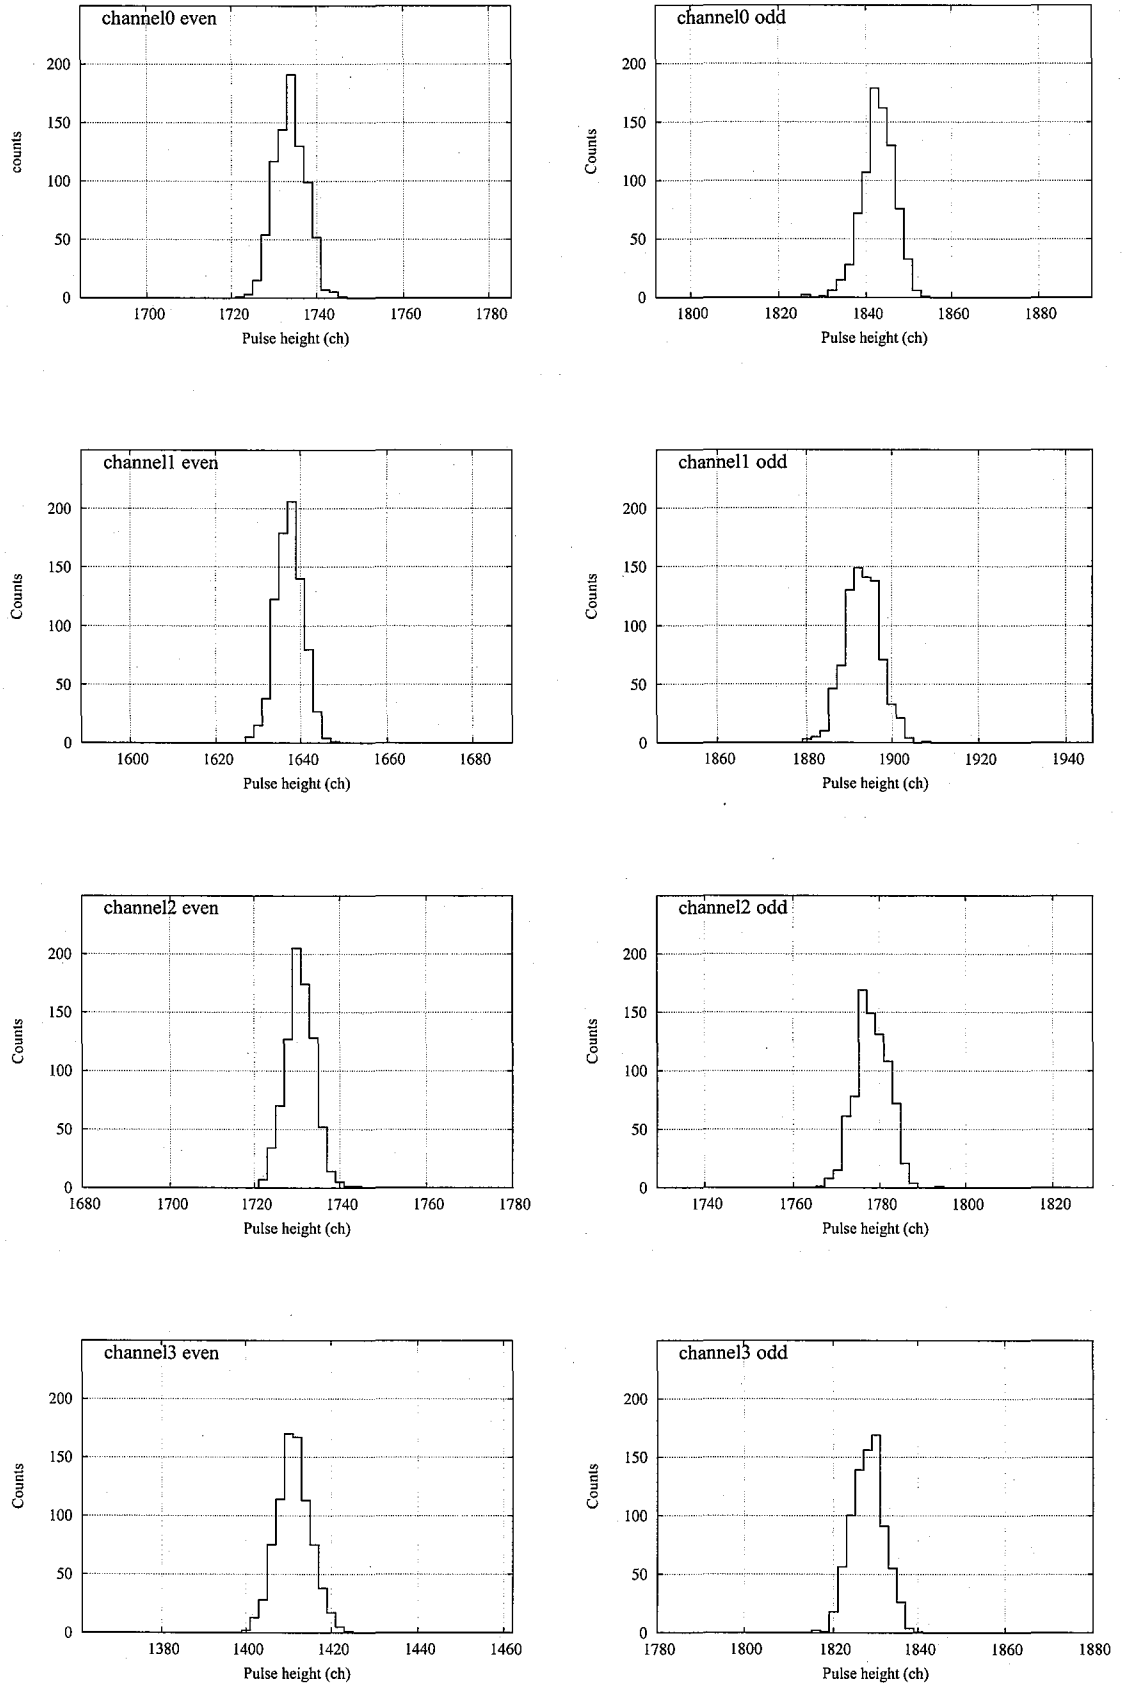 channel0 even
200
150
100
50
0
counts
1700 1720 1740 1760 1780
Pulse height (ch)
channel0 odd
200
150
100
50
0
Counts
1800 1820 1840 1860 1880
Pulse height (ch)
channel1 even
200
150
100
50
0
Counts
1600 1620 1640 1660 1680
Pulse height (ch)
channel1 odd
200
150
100
50
0
Counts
1860 1880 1900 1920 1940
Pulse height (ch)
channel2 even
200
150
100
50
0
Counts
1680 1700 1720 1740 1760 1780
Pulse height (ch)
channel2 odd
200
150
100
50
0
Counts
1740 1760 1780 1800 1820
Pulse height (ch)
channel3 even
200
150
100
50
0
Counts
1380 1400 1420 1440 1460
Pulse height (ch)
channel3 odd
200
150
100
50
0
Counts
1780 1800 1820 1840 1860 1880
Pulse height (ch)